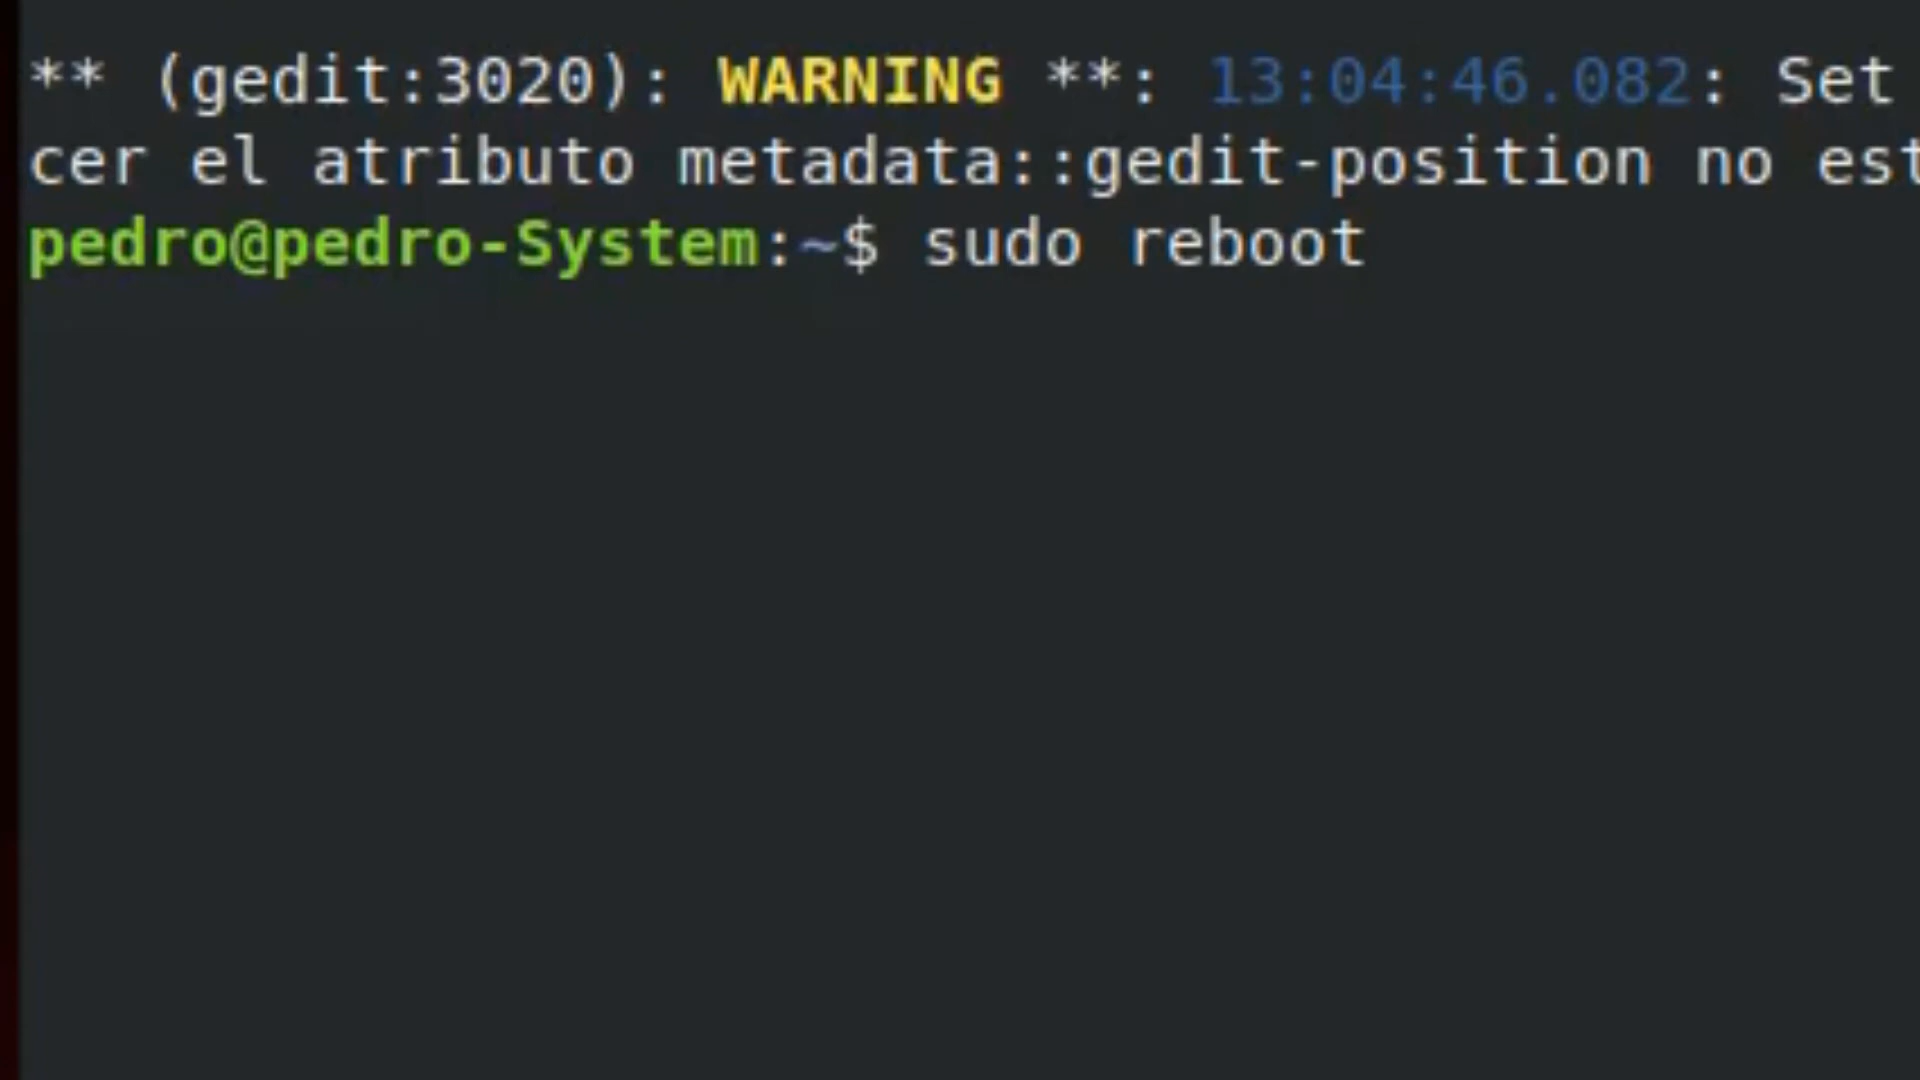 ** (gedit:3020): WARNING **: 13:04:46.082: Set
cer el atributo metadata::gedit-position no est
pedro@pedro-System:~$ sudo reboot